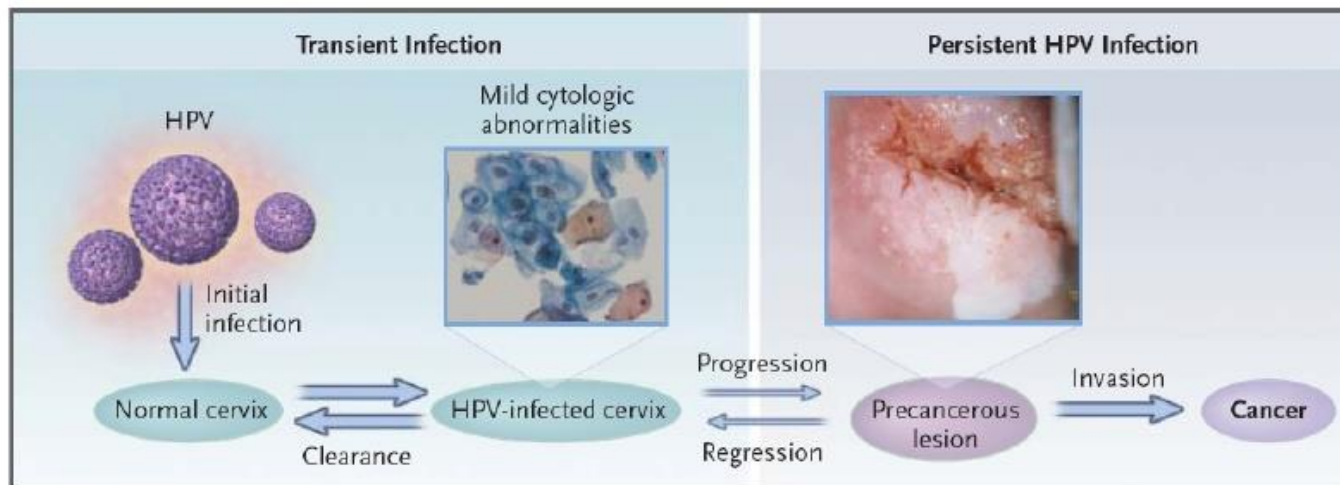 Transient Infection
Persistent HPV Infection
HPV
Mild cytologic
abnormalities
Initial
infection
Normal cervix
Clearance
HPV-infected cervix
Progression
Regression
Precancerous
lesion
Invasion
Cancer